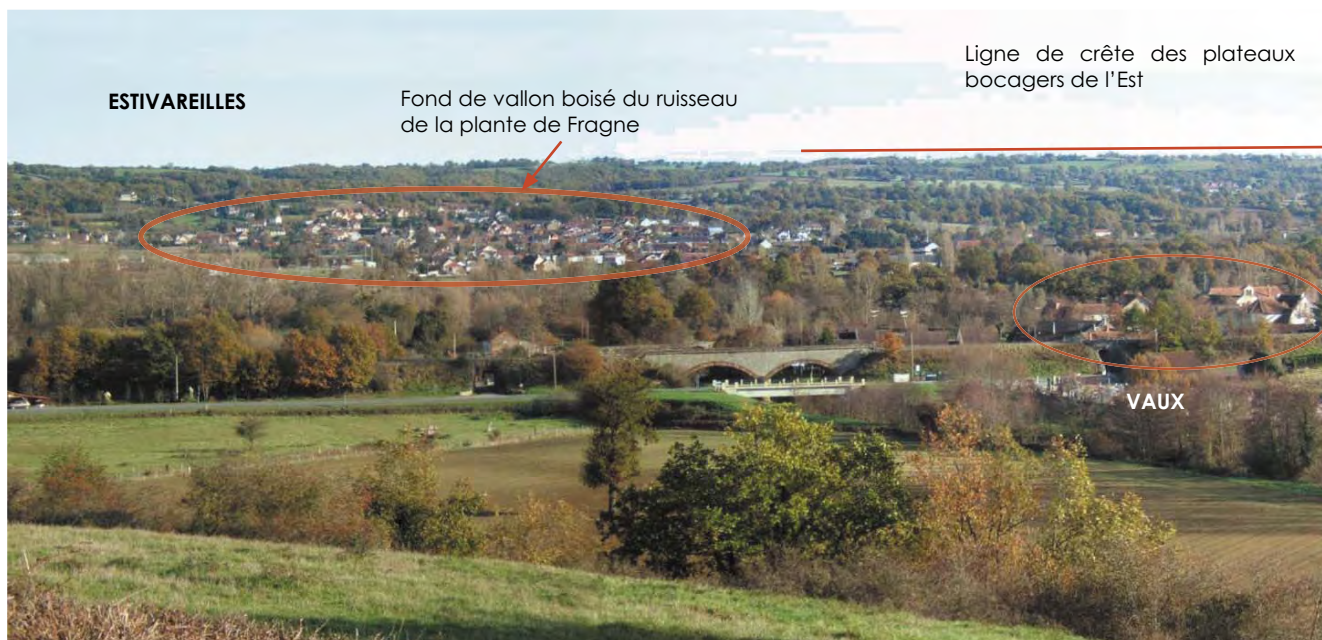 ESTIVAREILLES
Fond de vallon boisé du ruisseau
de la plante de Fragne
Ligne de crête des plateaux
bocagers de l'Est
VAUX